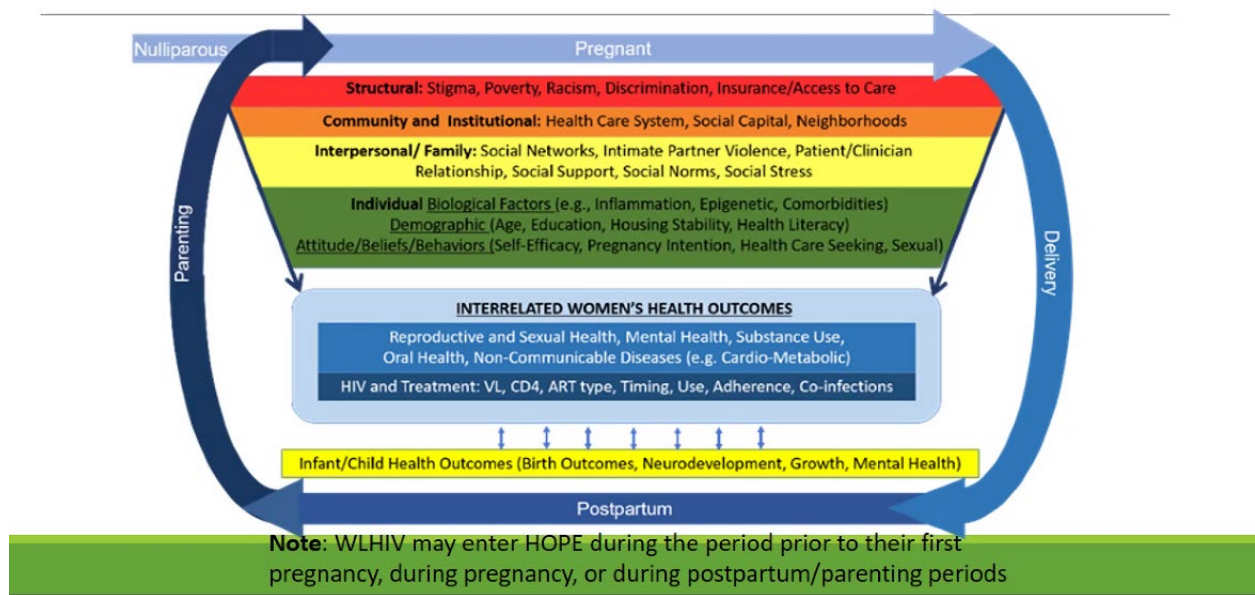 Nulliparous
Pregnant
Structural: Stigma, Poverty, Racism, Discrimination, Insurance/Access to Care
Community and Institutional: Health Care System, Social Capital, Neighborhoods
Interpersonal/ Family: Social Networks, Intimate Partner Violence, Patient/Clinician
Relationship, Social Support, Social Norms, Social Stress
Individual Biological Factors (e.g., Inflammation, Epigenetic, Comorbidities)
Demographic (Age, Education, Housing Stability, Health Literacy)
Attitude/Beliefs/Behaviors (Self-Efficacy, Pregnancy Intention, Health Care Seeking, Sexual)
Parenting
Delivery
INTERRELATED WOMEN'S HEALTH OUTCOMES
Reproductive and Sexual Health, Mental Health, Substance Use,
Oral Health, Non-Communicable Diseases (e.g. Cardio-Metabolic)
HIV and Treatment: VL, CD4, ART type, Timing, Use, Adherence, Co-infections
Infant/Child Health Outcomes (Birth Outcomes, Neurodevelopment, Growth, Mental Health)
Postpartum
Note: WLHIV may enter HOPE during the period prior to their first
pregnancy, during pregnancy, or during postpartum/parenting periods